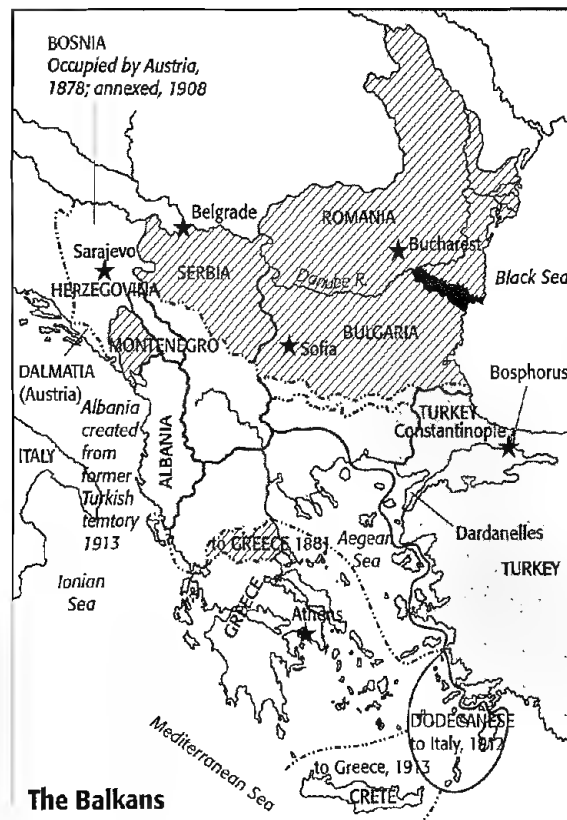 BOSNIA
Occupied by Austria,
1878; annexed, 1908
Belgrade
ROMANIA
Sarajevo
Bucharest
SERBIA
Danube R.
Black Sea
HERZEGOVINA
BULGARIA
MONTENEGRO
Sofia
DALMATIA
(Austria)
Bosphorus
Albania
created
from
former
Turkish
temtory
1913
TURKEY
Constantinople
ITALY
ALBANIA
Dardanelles
to GREECE 1881
Aegean
Sea
TURKEY
Ionian
Sea
GREECE
Athens
DODECANESE
to Italy, 1812
Mediterranean Sea
to Greece, 1913
CRETE
The Balkans